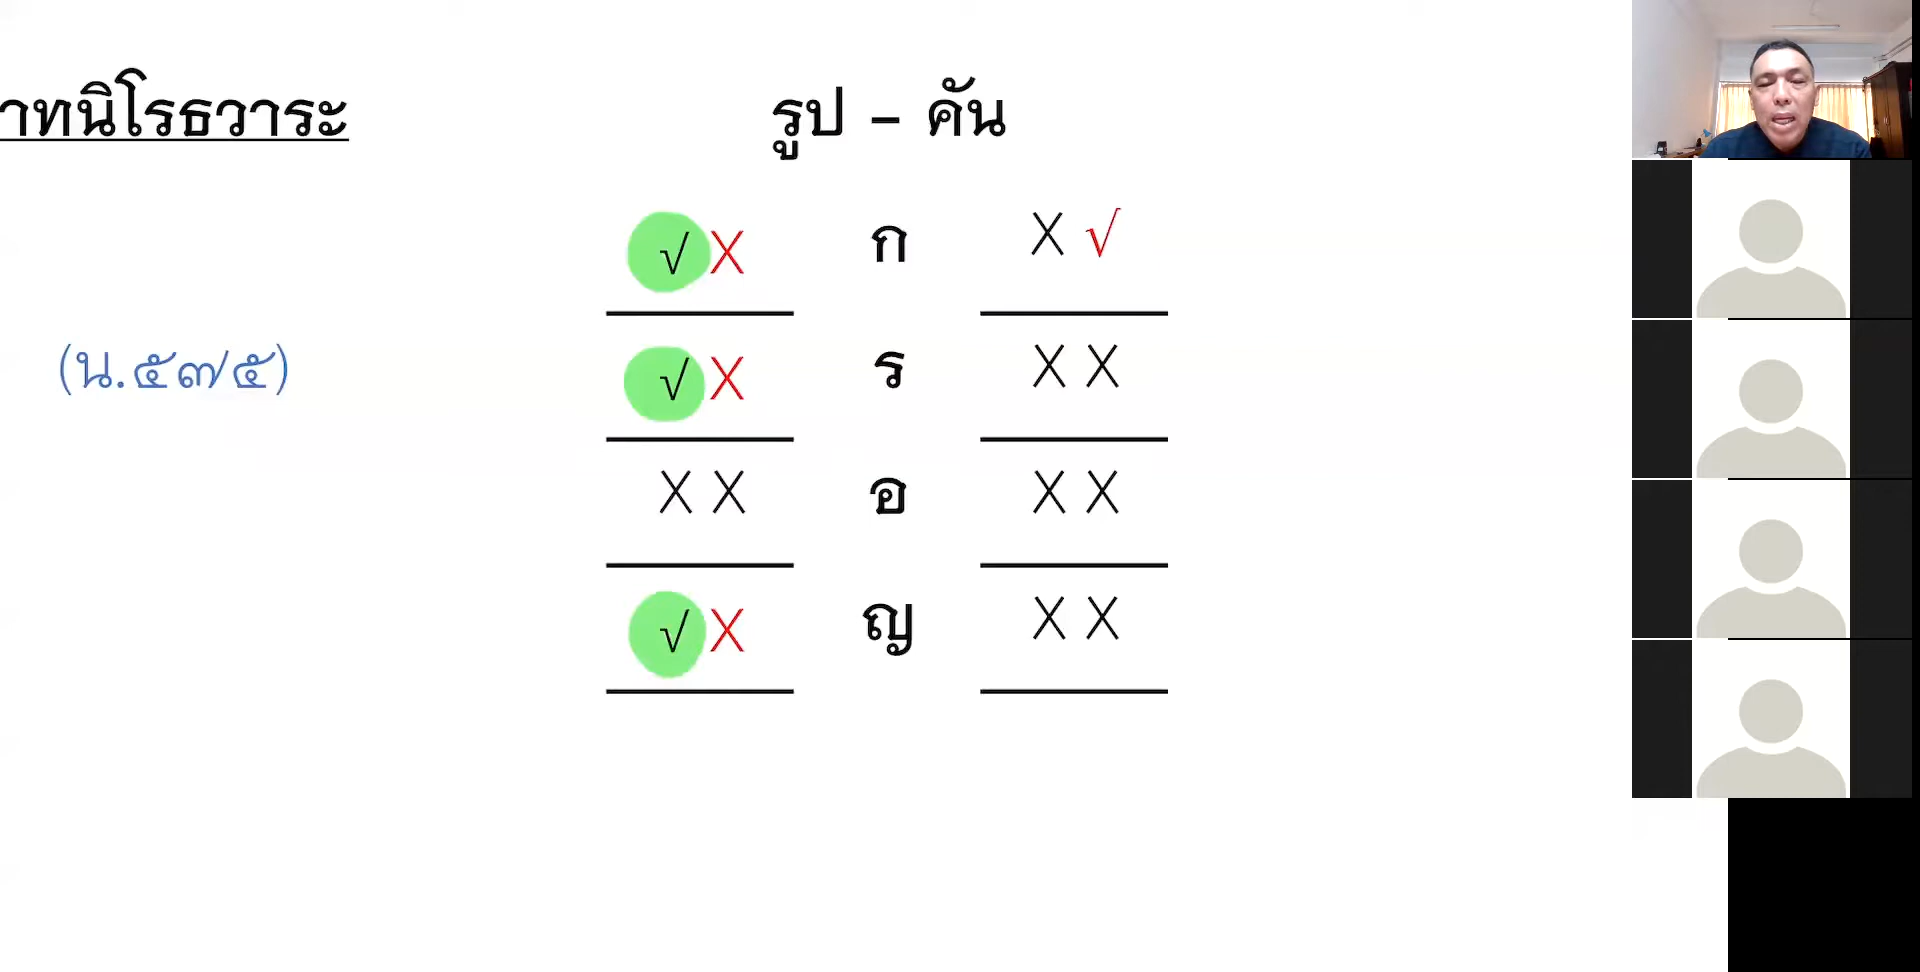 าทนิโรธวาระ
รูป – คัน
√ X ก X √
(น.๕๗/๕)
√ X ร X X
X X อ X X
√ X ญ X X